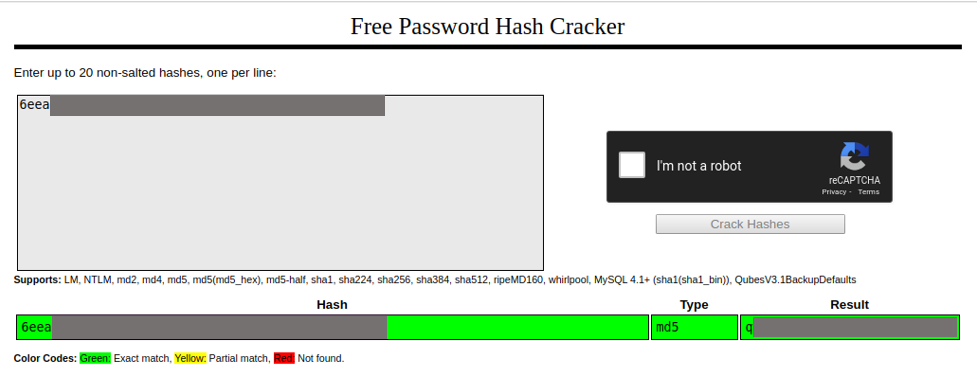 Free Password Hash Cracker
Enter up to 20 non-salted hashes, one per line:
6eea
I'm not a robot
reCAPTCHA
Privacy - Terms
Crack Hashes
Supports: LM, NTLM, md2, md4, md5, md5(md5_hex), md5-half, sha1, sha224, sha256, sha384, sha512, ripeMD160, whirlpool, MySQL 4.1+ (sha1(sha1_bin)), QubesV3.1BackupDefaults
Hash Type Result
6eea md5 q
Color Codes: Green: Exact match, Yellow: Partial match, Red: Not found.